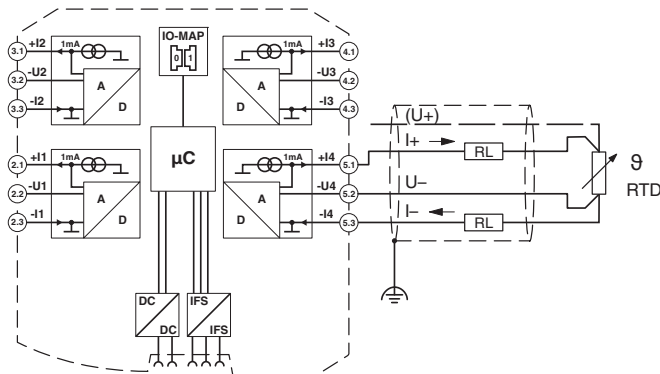 IO-MAP
0 1
3.1 +I2 1mA
3.2 -U2
3.3 -I2
A
D
1mA +I3 4.1
-U3 4.2
-I3 4.3
A
D
µC
2.1 +I1 1mA
2.2 -U1
2.3 -I1
A
D
1mA +I4 5.1
-U4 5.2
-I4 5.3
A
D
(U+)
I+ RL
U–
I– RL
ϑ
RTD
DC
DC
IFS
IFS